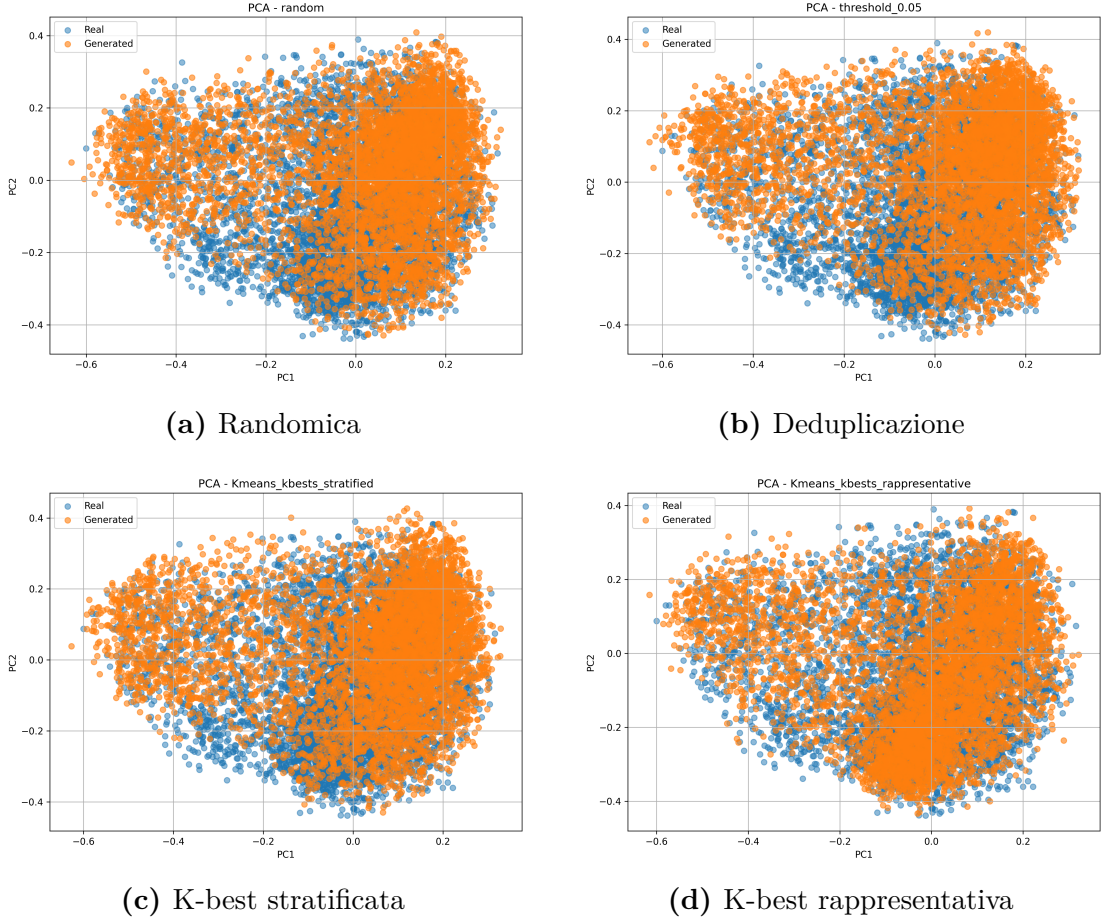 PCA - random
Real
Generated
0.4
0.2
0.0
−0.2
−0.4
PC2
−0.6
−0.4
−0.2
0.0
0.2
PC1
(a) Randomica
PCA - threshold_0.05
Real
Generated
0.4
0.2
0.0
−0.2
−0.4
PC2
−0.6
−0.4
−0.2
0.0
0.2
PC1
(b) Deduplicazione
PCA - Kmeans_kbests_stratified
Real
Generated
0.4
0.2
0.0
−0.2
−0.4
PC2
−0.6
−0.4
−0.2
0.0
0.2
PC1
(c) K-best stratificata
PCA - Kmeans_kbests_rappresentative
Real
Generated
0.4
0.2
0.0
−0.2
−0.4
PC2
−0.6
−0.4
−0.2
0.0
0.2
PC1
(d) K-best rappresentativa